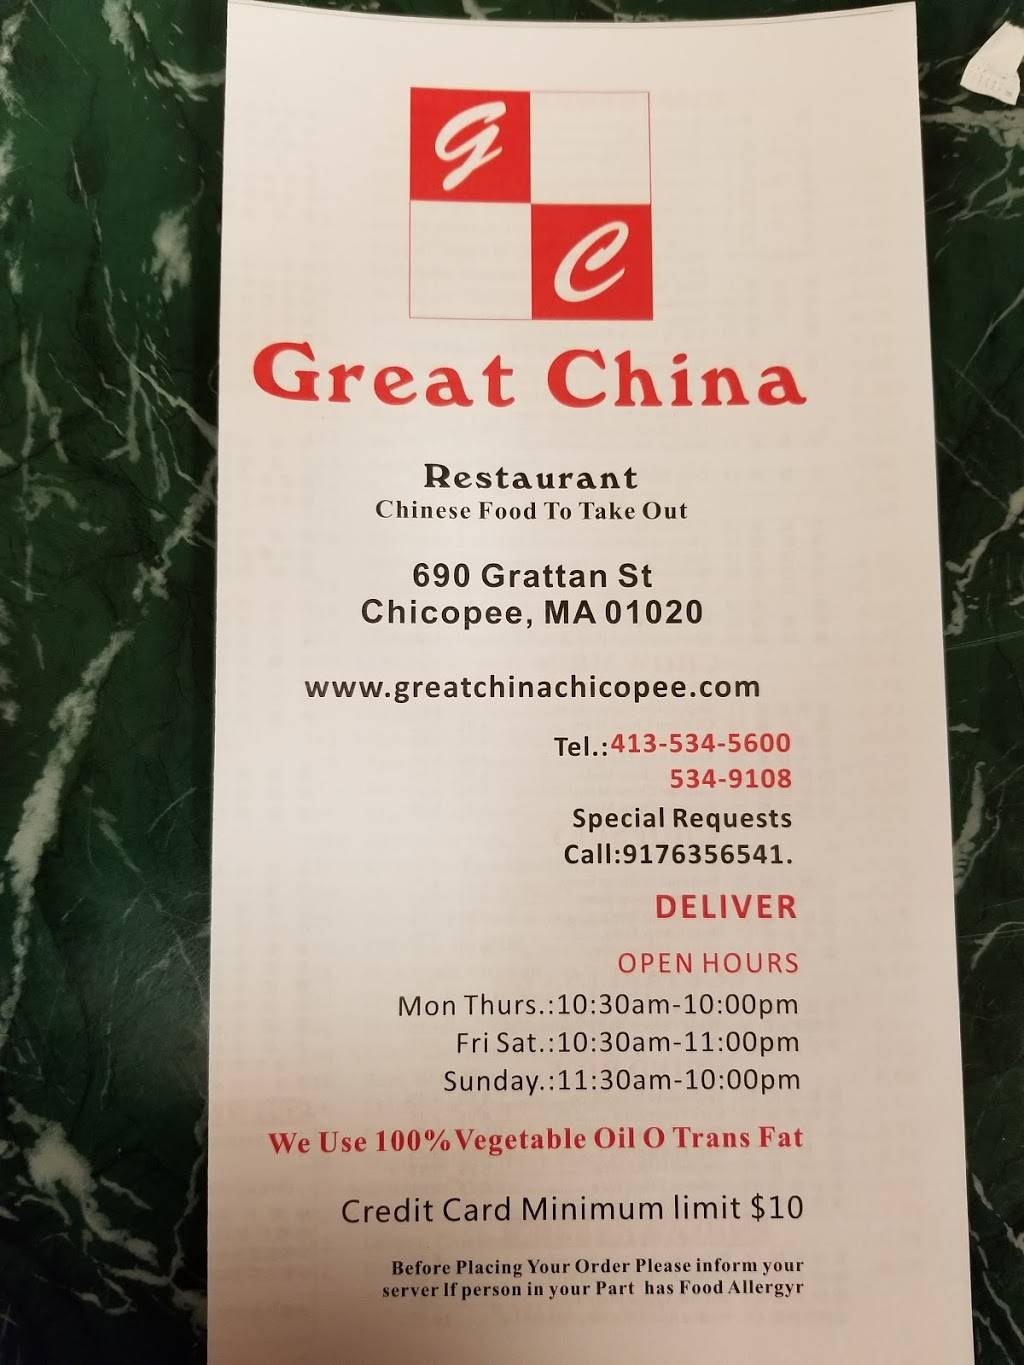 G
C
Great China
Restaurant
Chinese Food To Take Out
690 Grattan St
Chicopee, MA 01020
www.greatchinachicopee.com
Tel.:413-534-5600
534-9108
Special Requests
Call:9176356541.
DELIVER
OPEN HOURS
Mon Thurs.:10:30am-10:00pm
Fri Sat.:10:30am-11:00pm
Sunday.:11:30am-10:00pm
We Use 100%Vegetable Oil O Trans Fat
Credit Card Minimum limit $10
Before Placing Your Order Please inform your
server If person in your Part has Food Allergyr